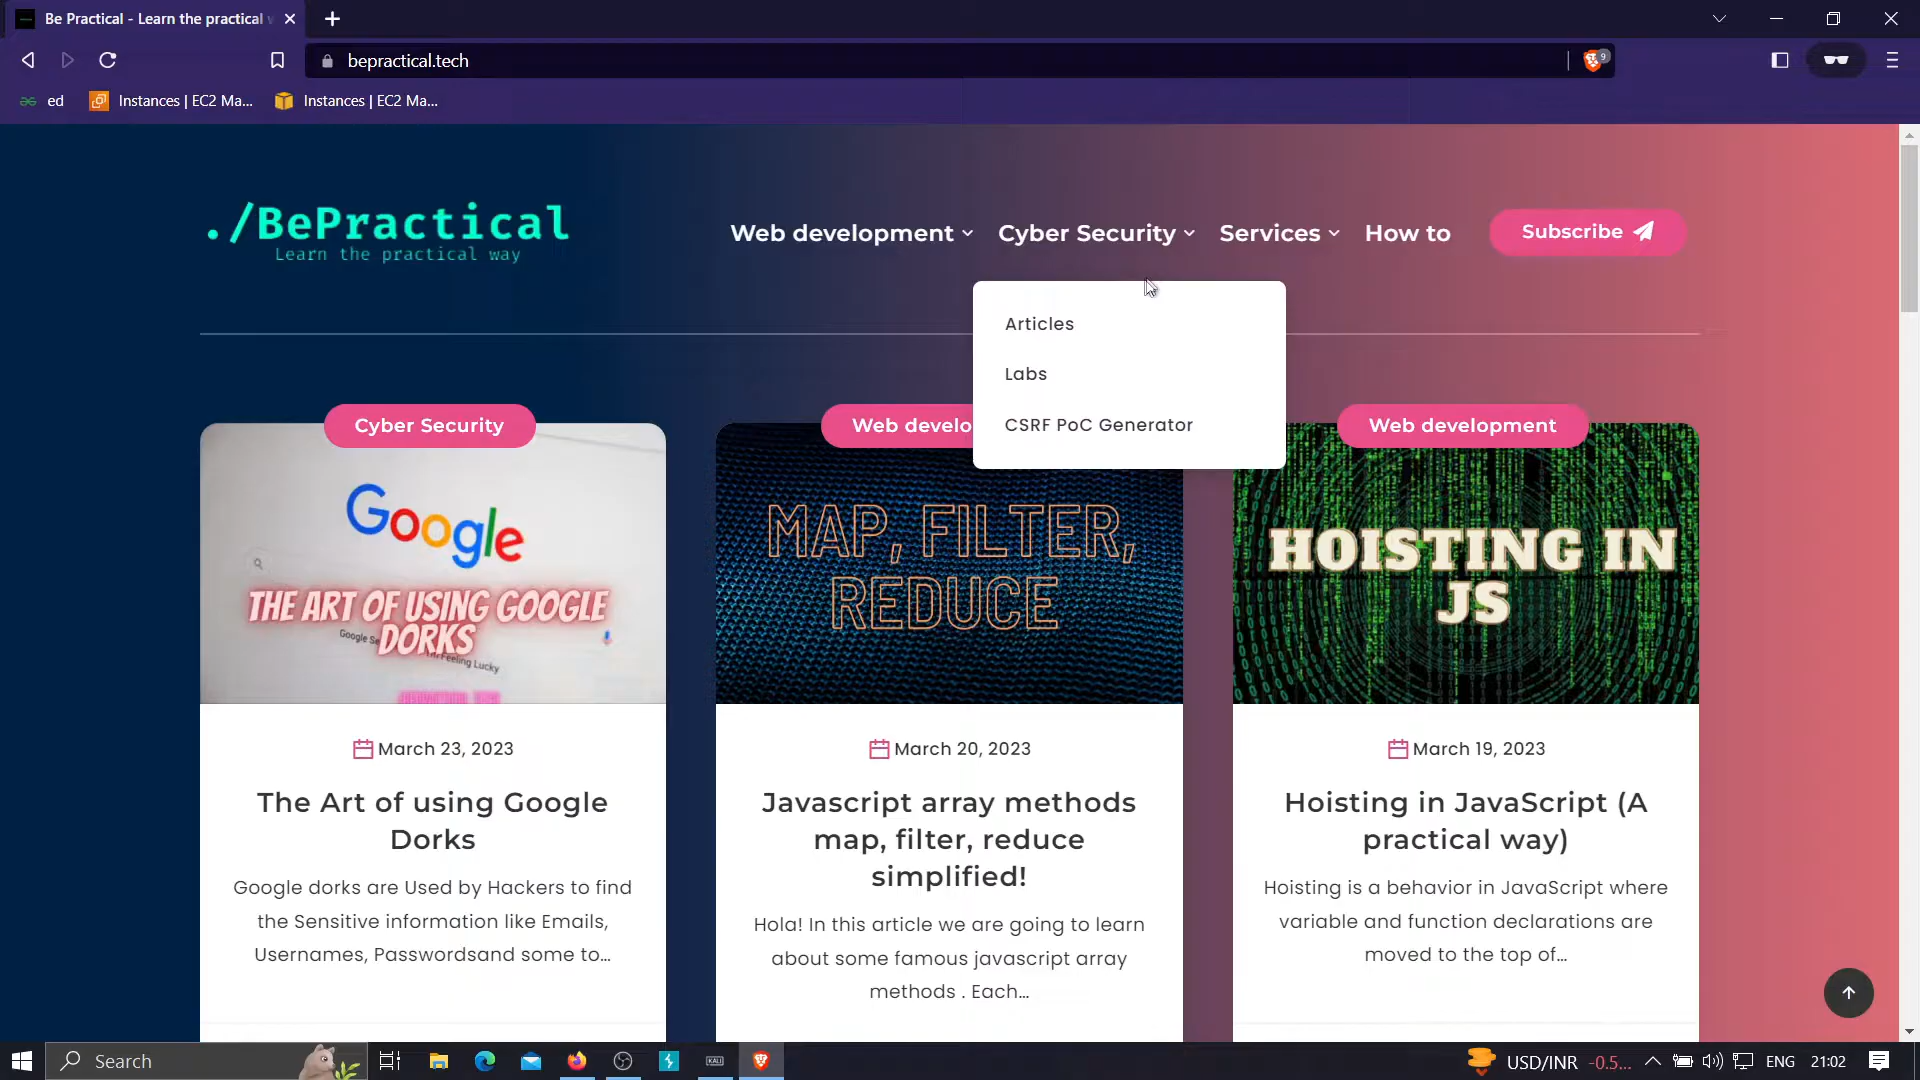 Be Practical - Learn the practical
bepractical.tech
9
ed
Instances | EC2 Ma...
Instances | EC2 Ma...
./BePractical
Learn the practical way
Web development
Cyber Security
Services
How to
Subscribe
Articles
Labs
CSRF PoC Generator
Cyber Security
Web develo
Web development
Google
THE ART OF USING GOOGLE
DORKS
MAP, FILTER,
REDUCE
HOISTING IN
JS
March 23, 2023
The Art of using Google
Dorks
Google dorks are Used by Hackers to find
the Sensitive information like Emails,
Usernames, Passwordsand some to...
March 20, 2023
Javascript array methods
map, filter, reduce
simplified!
Hola! In this article we are going to learn
about some famous javascript array
methods . Each...
March 19, 2023
Hoisting in JavaScript (A
practical way)
Hoisting is a behavior in JavaScript where
variable and function declarations are
moved to the top of...
Search
KALI
USD/INR -0.5...
ENG
21:02